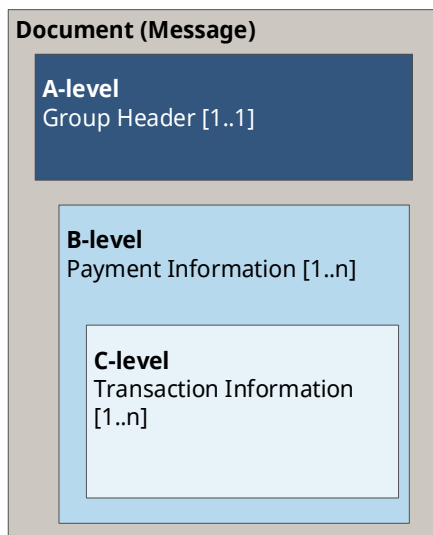 Document (Message)
A-level
Group Header [1..1]
B-level
Payment Information [1..n]
C-level
Transaction Information
[1..n]